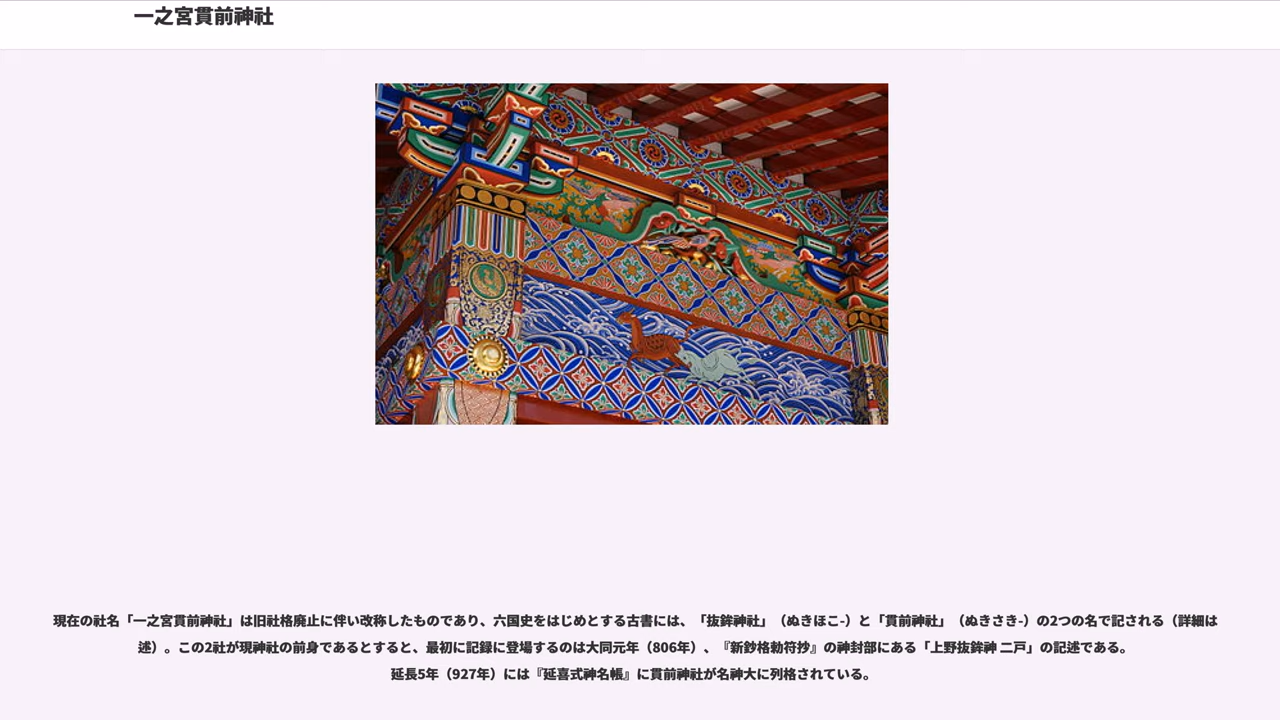 一之宮貫前神社
現在の社名「一之宮貫前神社」は旧社格廃止に伴い改称したものであり、六国史をはじめとする古書には、「抜鉾神社」（ぬきほこ-）と「貫前神社」（ぬきさき-）の2つの名で記される（詳細は
述）。この2社が現神社の前身であるとすると、最初に記録に登場するのは大同元年（806年）、『新鈔格勅符抄』の神封部にある「上野抜鉾神 二戸」の記述である。
延長5年（927年）には『延喜式神名帳』に貫前神社が名神大に列格されている。